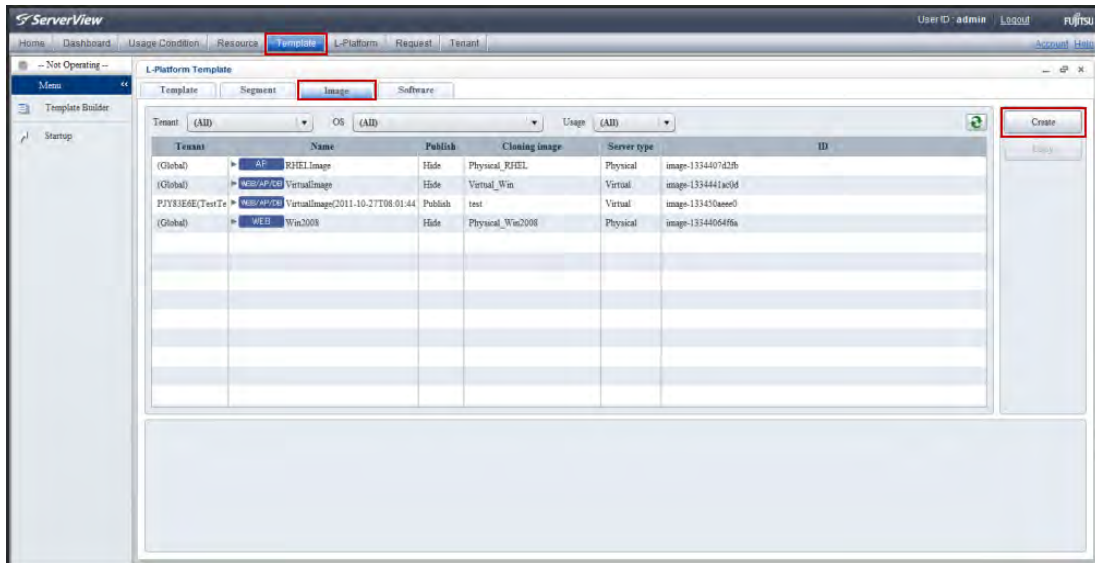 ServerView
User ID : admin Logout FUJITSU
Home Dashboard Usage Condition Resource Template L-Platform Request Tenant Account Help
-- Not Operating --
Menu
Template Builder
Startup
L-Platform Template
Template Segment Image Software
Tenant (All) OS (All) Usage (All)
Create
Tenant Name Publish Cloning image Server type ID
(Global) AP RHELImage Hide Physical_RHEL Physical image-1334407d2fb
(Global) WEB/AP/DB VirtualImage Hide Virtual_Win Virtual image-1334441ac0d
PJY83E6E(TestTe WEB/AP/DB VirtualImage(2011-10-27T08:01:44 Publish test Virtual image-133450aeee0
(Global) WEB Win2008 Hide Physical_Win2008 Physical image-13344064f6a